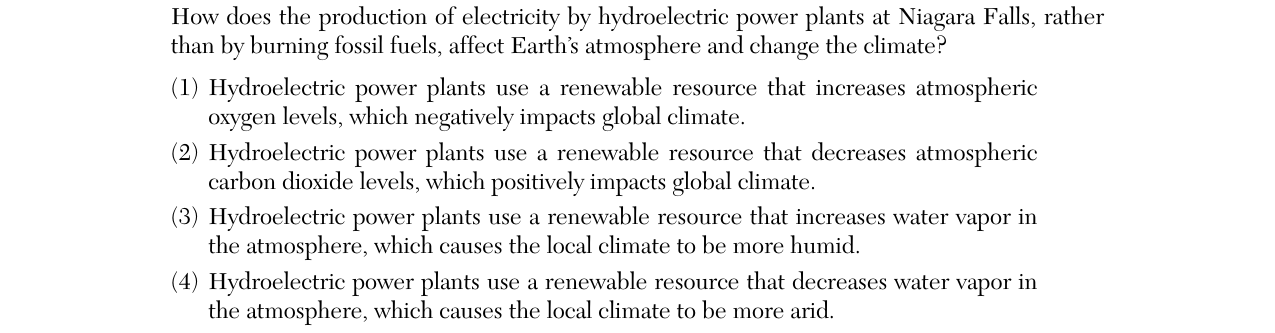 How does the production of electricity by hydroelectric power plants at Niagara Falls, rather
than by burning fossil fuels, affect Earth’s atmosphere and change the climate?
(1) Hydroelectric power plants use a renewable resource that increases atmospheric
oxygen levels, which negatively impacts global climate.
(2) Hydroelectric power plants use a renewable resource that decreases atmospheric
carbon dioxide levels, which positively impacts global climate.
(3) Hydroelectric power plants use a renewable resource that increases water vapor in
the atmosphere, which causes the local climate to be more humid.
(4) Hydroelectric power plants use a renewable resource that decreases water vapor in
the atmosphere, which causes the local climate to be more arid.